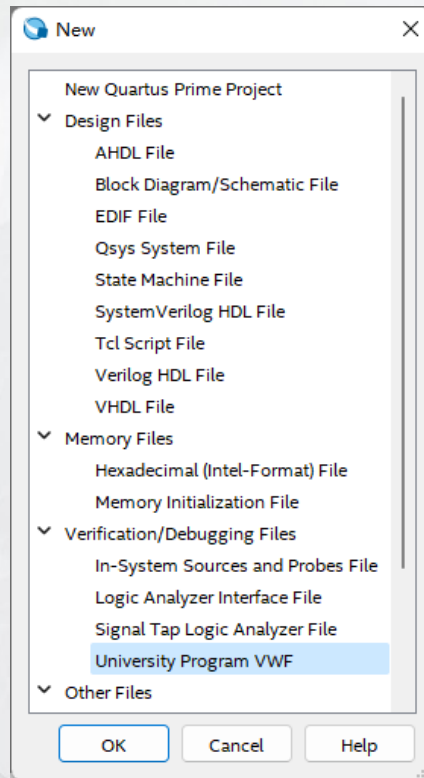 New
New Quartus Prime Project
Design Files
AHDL File
Block Diagram/Schematic File
EDIF File
Qsys System File
State Machine File
SystemVerilog HDL File
Tcl Script File
Verilog HDL File
VHDL File
Memory Files
Hexadecimal (Intel-Format) File
Memory Initialization File
Verification/Debugging Files
In-System Sources and Probes File
Logic Analyzer Interface File
Signal Tap Logic Analyzer File
University Program VWF
Other Files
OK Cancel Help